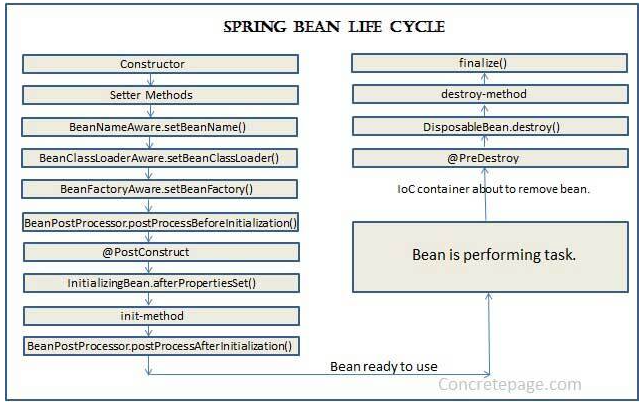 SPRING BEAN LIFE CYCLE
Constructor
Setter Methods
BeanNameAware.setBeanName()
BeanClassLoaderAware.setBeanClassLoader()
BeanFactoryAware.setBeanFactory()
BeanPostProcessor.postProcessBeforeInitialization()
@PostConstruct
InitializingBean.afterPropertiesSet()
init-method
BeanPostProcessor.postProcessAfterInitialization()
Bean ready to use
Bean is performing task.
IoC container about to remove bean.
@PreDestroy
DisposableBean.destroy()
destroy-method
finalize()
Concretepage.com